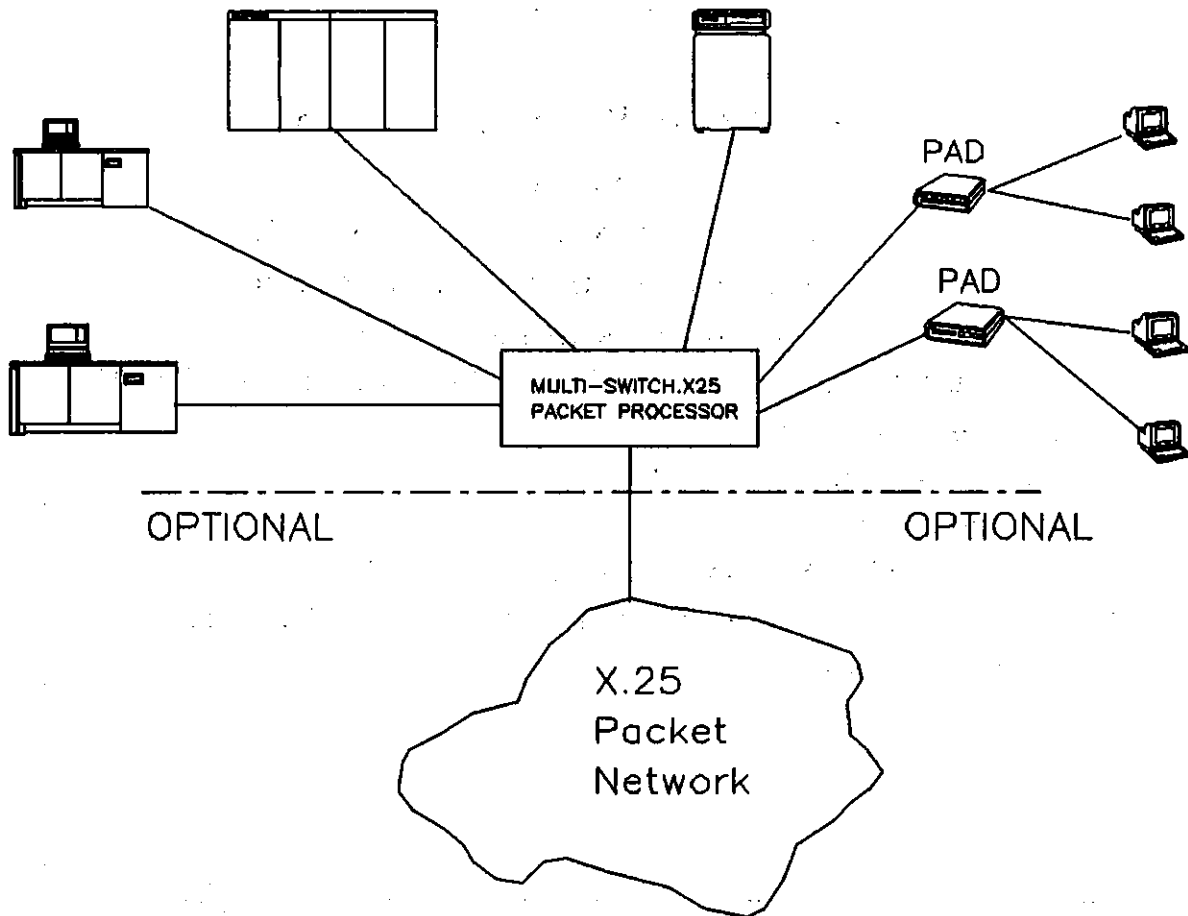 PAD
PAD
MULTI-SWITCH.X25
PACKET PROCESSOR
OPTIONAL
OPTIONAL
X.25
Packet
Network